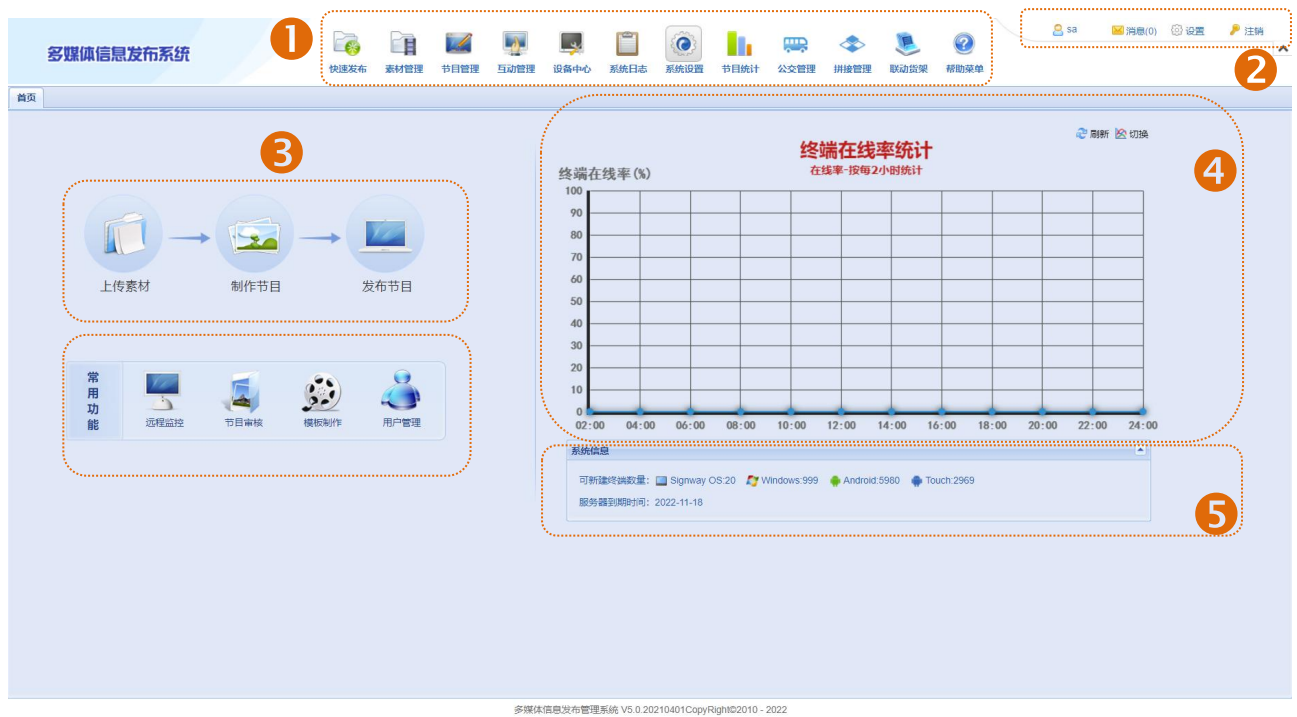 多媒体信息发布系统
1
快速发布 素材管理 节目管理 互动管理 设备中心 系统日志 系统设置 节目统计 公交管理 拼接管理 联动货架 帮助菜单
sa 消息(0) 设置 注销
2
首页
3
上传素材 制作节目 发布节目
常用功能
远程监控 节目审核 模板制作 用户管理
刷新 切换
4
终端在线率统计
在线率-按每2小时统计
终端在线率(%)
100
90
80
70
60
50
40
30
20
10
0
02:00 04:00 06:00 08:00 10:00 12:00 14:00 16:00 18:00 20:00 22:00 24:00
系统信息
可新建终端数量: Signway OS:20 Windows:999 Android:5980 Touch:2969
服务器到期时间: 2022-11-18
5
多媒体信息发布管理系统 V5.0.20210401CopyRight©2010 - 2022